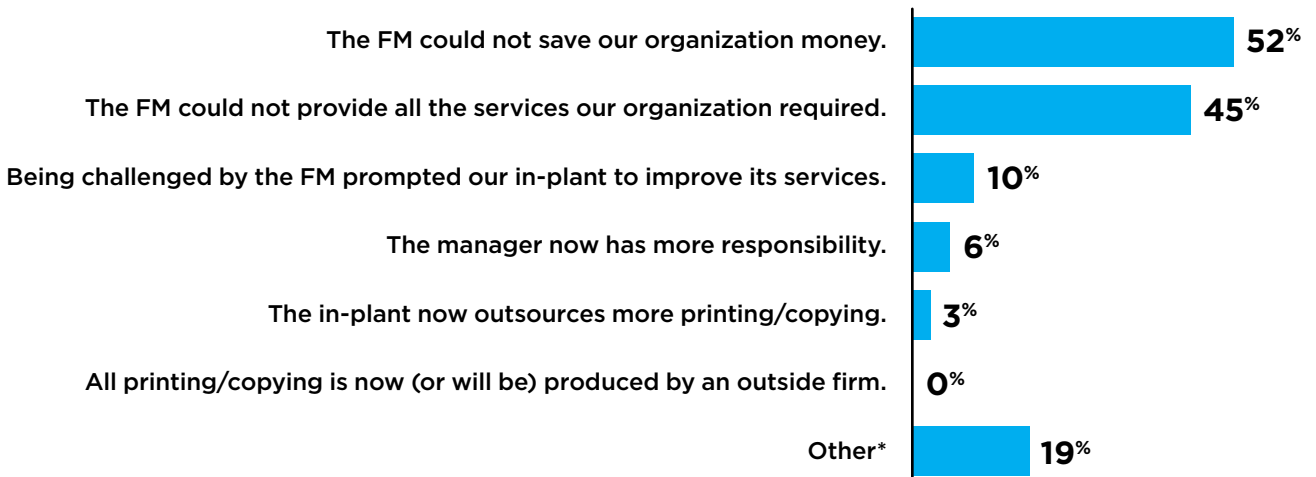 The FM could not save our organization money. 52%
The FM could not provide all the services our organization required. 45%
Being challenged by the FM prompted our in-plant to improve its services. 10%
The manager now has more responsibility. 6%
The in-plant now outsources more printing/copying. 3%
All printing/copying is now (or will be) produced by an outside firm. 0%
Other* 19%